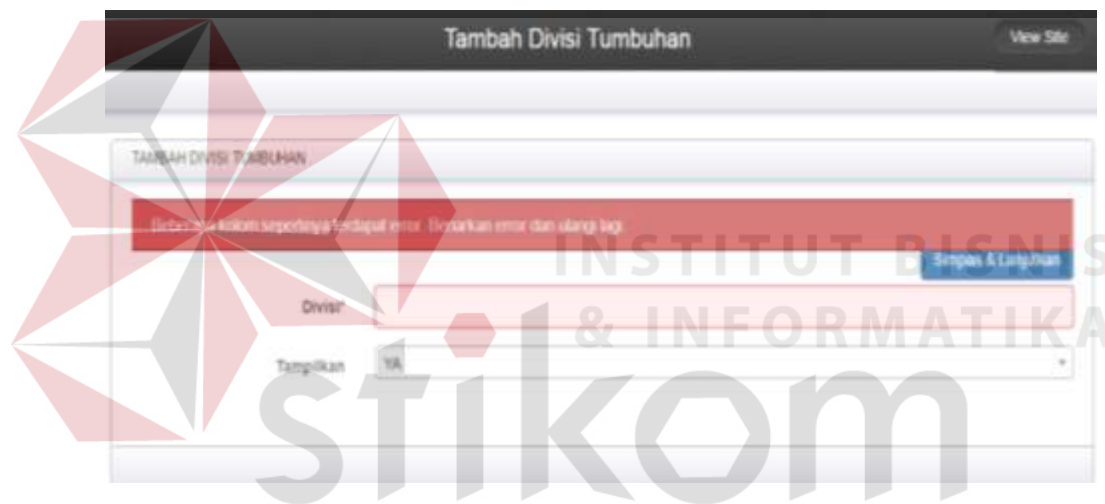 Tambah Divisi Tumbuhan
View Site
TAMBAH DIVISI TUMBUHAN
Beberapa kolom sepertinya terdapat error. Benarkan error dan ulangi lagi.
INSTITUT BISNIS
Simpan & Lanjutkan
Divisi*
& INFORMATIKA
Tampilkan
YA
stikom